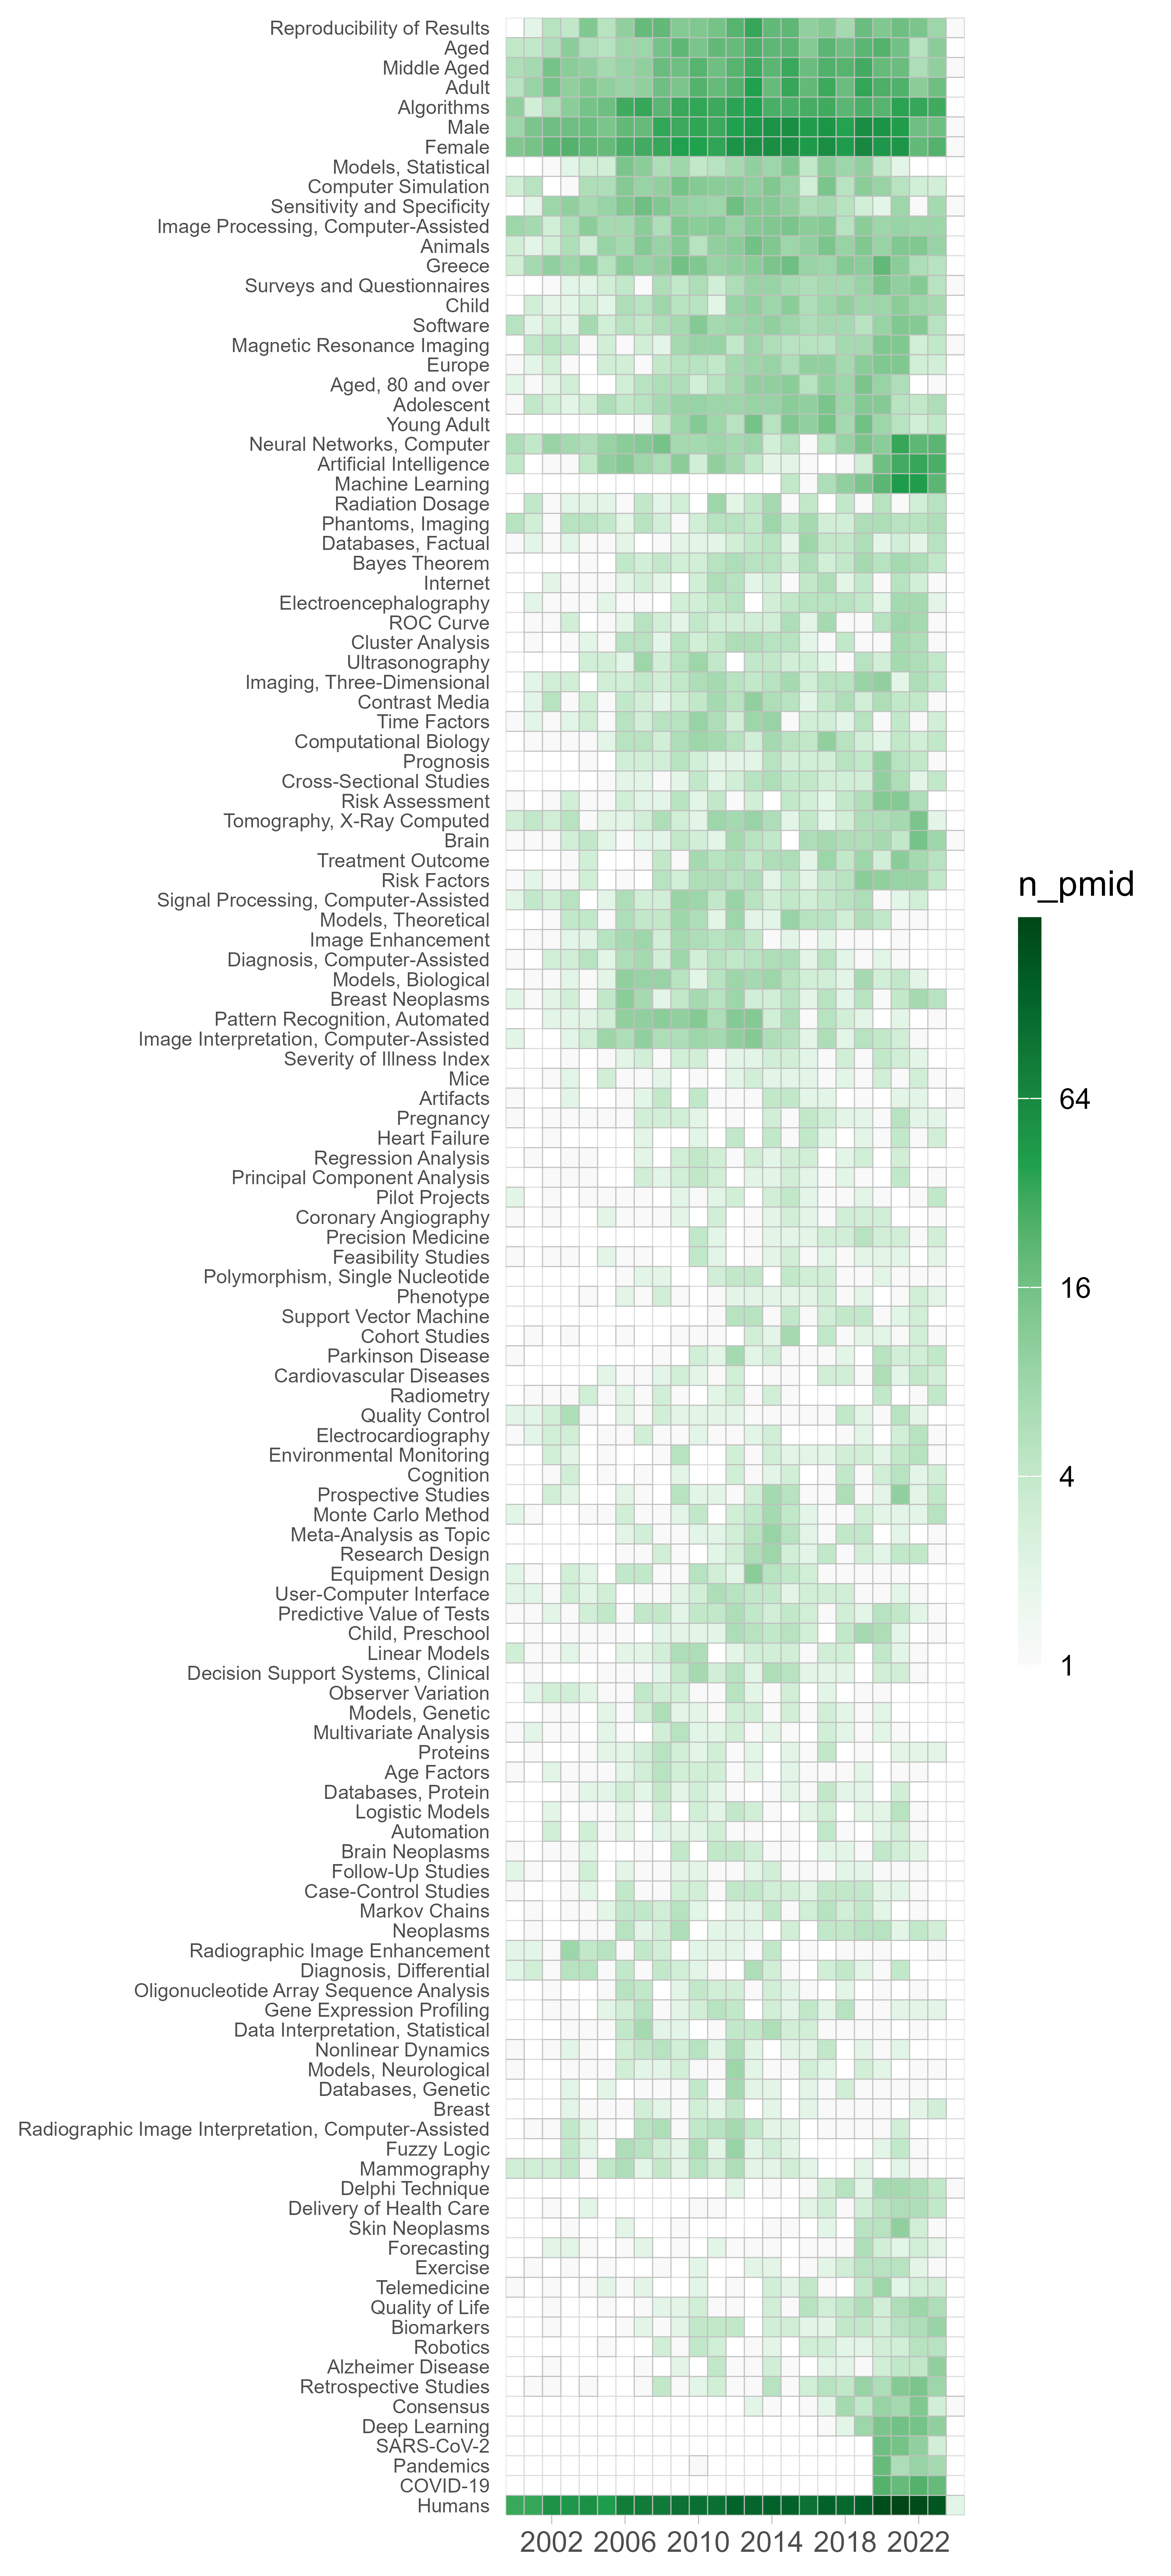 Reproducibility of Results
Aged
Middle Aged
Adult
Algorithms
Male
Female
Models, Statistical
Computer Simulation
Sensitivity and Specificity
Image Processing, Computer-Assisted
Animals
Greece
Surveys and Questionnaires
Child
Software
Magnetic Resonance Imaging
Europe
Aged, 80 and over
Adolescent
Young Adult
Neural Networks, Computer
Artificial Intelligence
Machine Learning
Radiation Dosage
Phantoms, Imaging
Databases, Factual
Bayes Theorem
Internet
Electroencephalography
ROC Curve
Cluster Analysis
Ultrasonography
Imaging, Three-Dimensional
Contrast Media
Time Factors
Computational Biology
Prognosis
Cross-Sectional Studies
Risk Assessment
Tomography, X-Ray Computed
Brain
Treatment Outcome
Risk Factors
Signal Processing, Computer-Assisted
Models, Theoretical
Image Enhancement
Diagnosis, Computer-Assisted
Models, Biological
Breast Neoplasms
Pattern Recognition, Automated
Image Interpretation, Computer-Assisted
Severity of Illness Index
Mice
Artifacts
Pregnancy
Heart Failure
Regression Analysis
Principal Component Analysis
Pilot Projects
Coronary Angiography
Precision Medicine
Feasibility Studies
Polymorphism, Single Nucleotide
Phenotype
Support Vector Machine
Cohort Studies
Parkinson Disease
Cardiovascular Diseases
Radiometry
Quality Control
Electrocardiography
Environmental Monitoring
Cognition
Prospective Studies
Monte Carlo Method
Meta-Analysis as Topic
Research Design
Equipment Design
User-Computer Interface
Predictive Value of Tests
Child, Preschool
Linear Models
Decision Support Systems, Clinical
Observer Variation
Models, Genetic
Multivariate Analysis
Proteins
Age Factors
Databases, Protein
Logistic Models
Automation
Brain Neoplasms
Follow-Up Studies
Case-Control Studies
Markov Chains
Neoplasms
Radiographic Image Enhancement
Diagnosis, Differential
Oligonucleotide Array Sequence Analysis
Gene Expression Profiling
Data Interpretation, Statistical
Nonlinear Dynamics
Models, Neurological
Databases, Genetic
Breast
Radiographic Image Interpretation, Computer-Assisted
Fuzzy Logic
Mammography
Delphi Technique
Delivery of Health Care
Skin Neoplasms
Forecasting
Exercise
Telemedicine
Quality of Life
Biomarkers
Robotics
Alzheimer Disease
Retrospective Studies
Consensus
Deep Learning
SARS-CoV-2
Pandemics
COVID-19
Humans
2002 2006 2010 2014 2018 2022
n_pmid
64
16
4
1